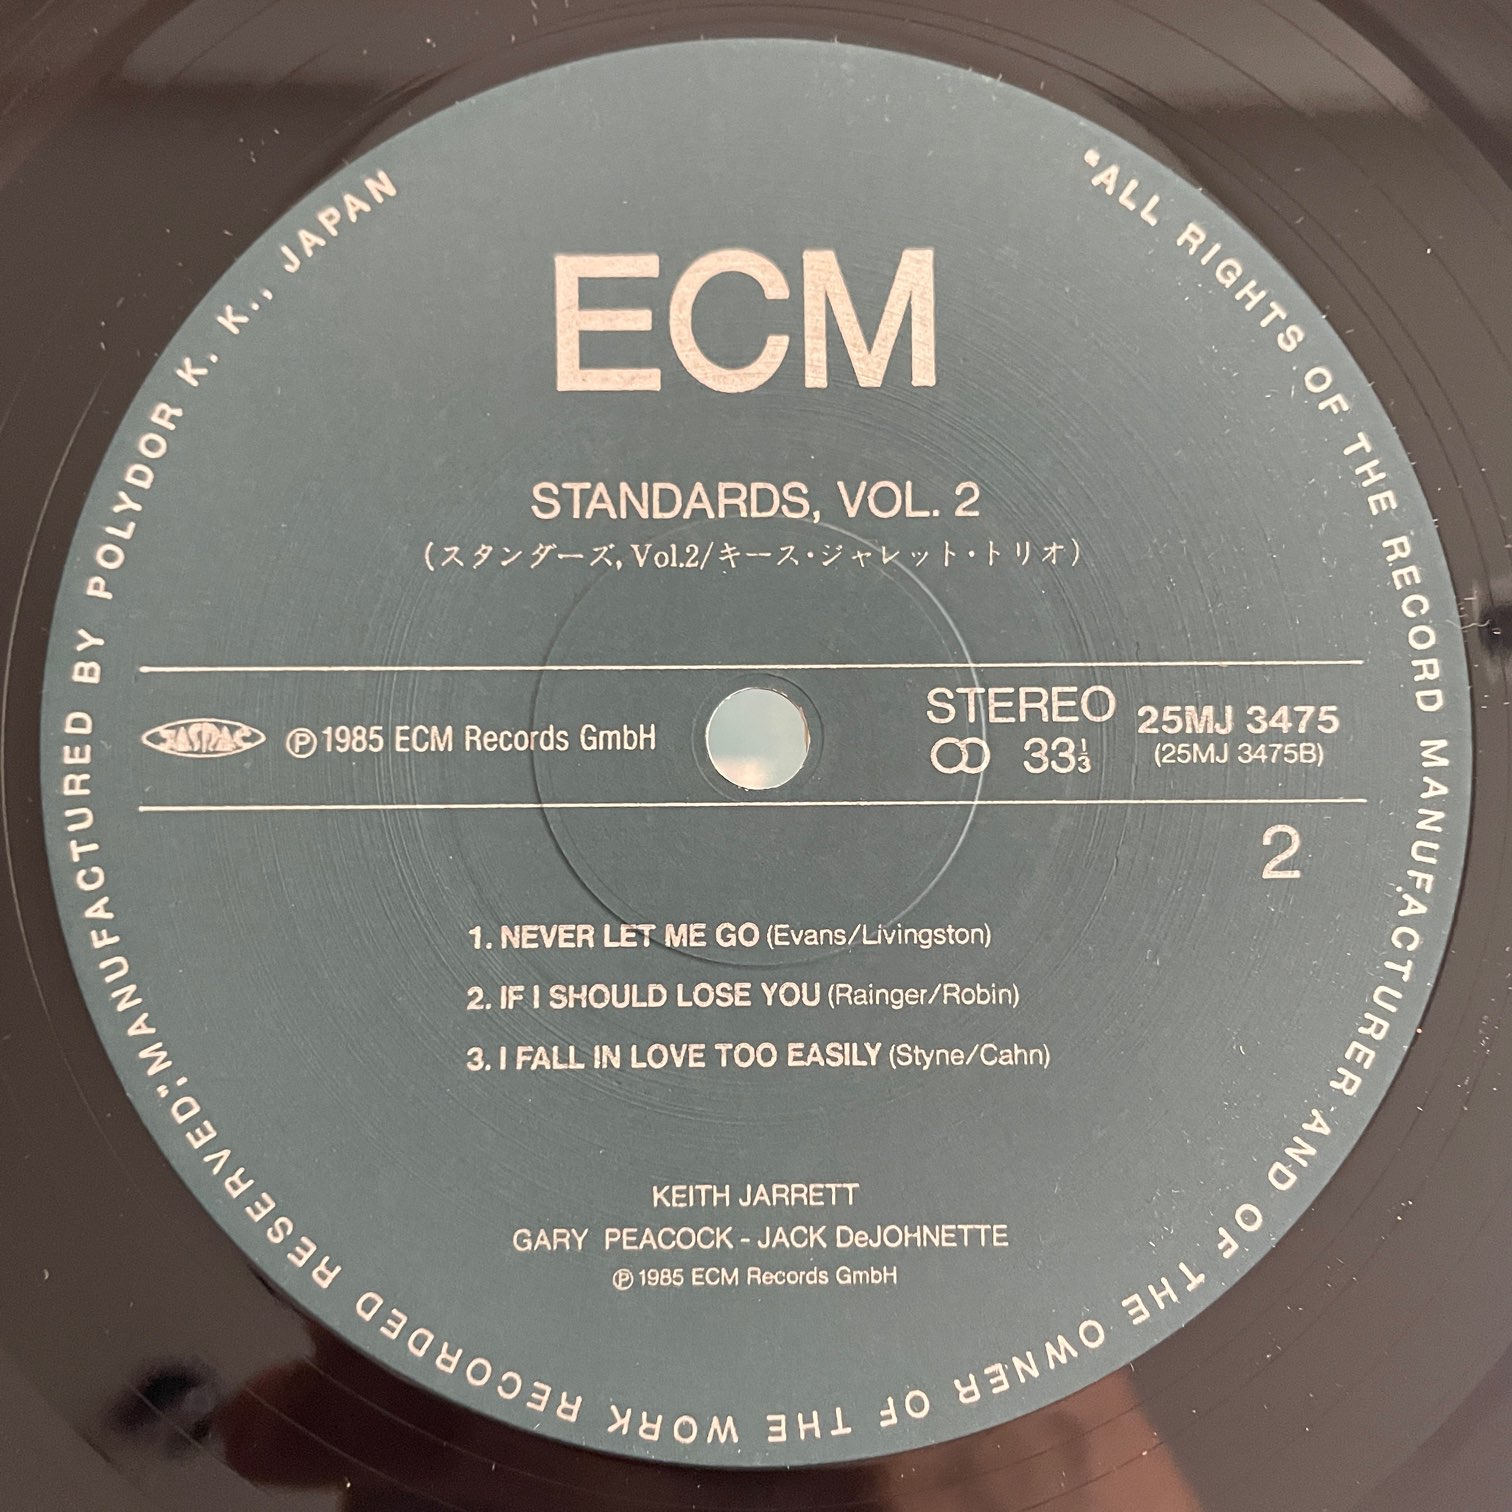 ECM
STANDARDS, VOL. 2
(スタンダーズ, Vol.2/キース・ジャレット・トリオ)
JASRAC
Ⓟ1985 ECM Records GmbH
STEREO
33⅓
25MJ 3475
(25MJ 3475B)
2
1. NEVER LET ME GO (Evans/Livingston)
2. IF I SHOULD LOSE YOU (Rainger/Robin)
3. I FALL IN LOVE TOO EASILY (Styne/Cahn)
KEITH JARRETT
GARY PEACOCK - JACK DeJOHNETTE
Ⓟ 1985 ECM Records GmbH
"ALL RIGHTS OF THE RECORD MANUFACTURER AND OF THE OWNER OF THE WORK RECORDED RESERVED," MANUFACTURED BY POLYDOR K. K., JAPAN